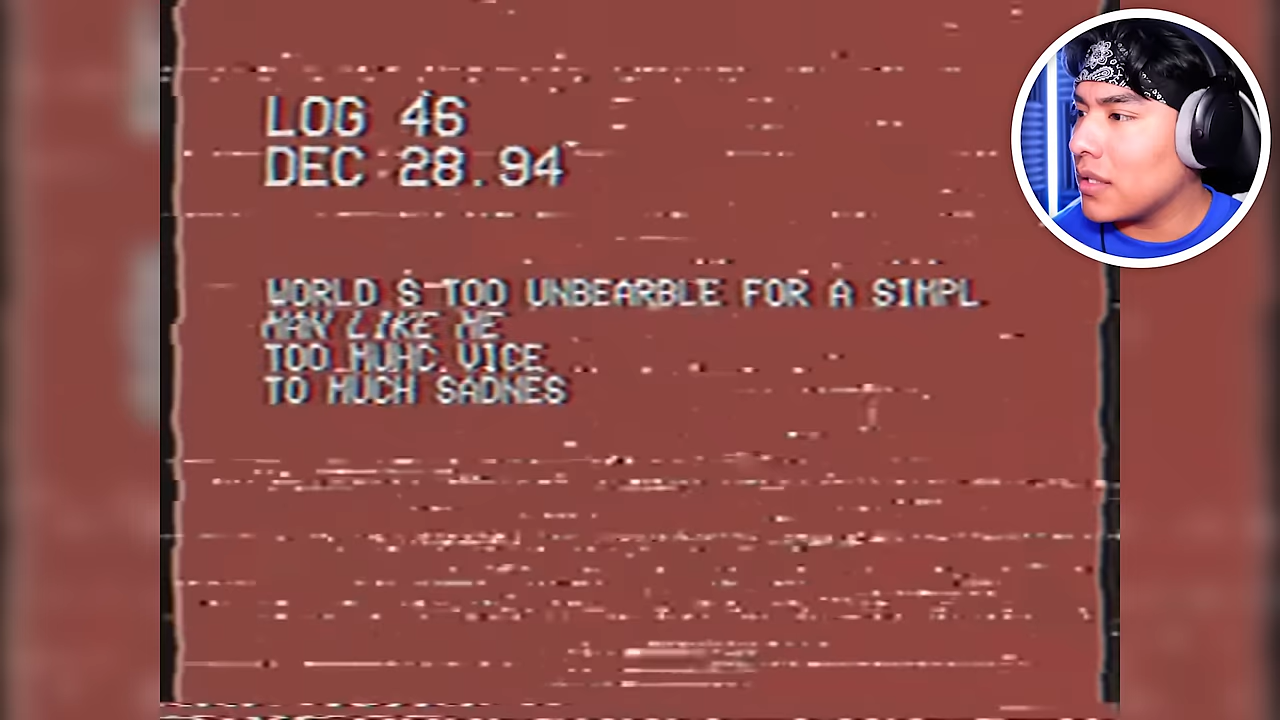 LOG 46
DEC 28.94
WORLD S TOO UNBEARBLE FOR A SIMPL
MAN LIKE ME
TOO MUHC VICE
TO MUCH SADNES